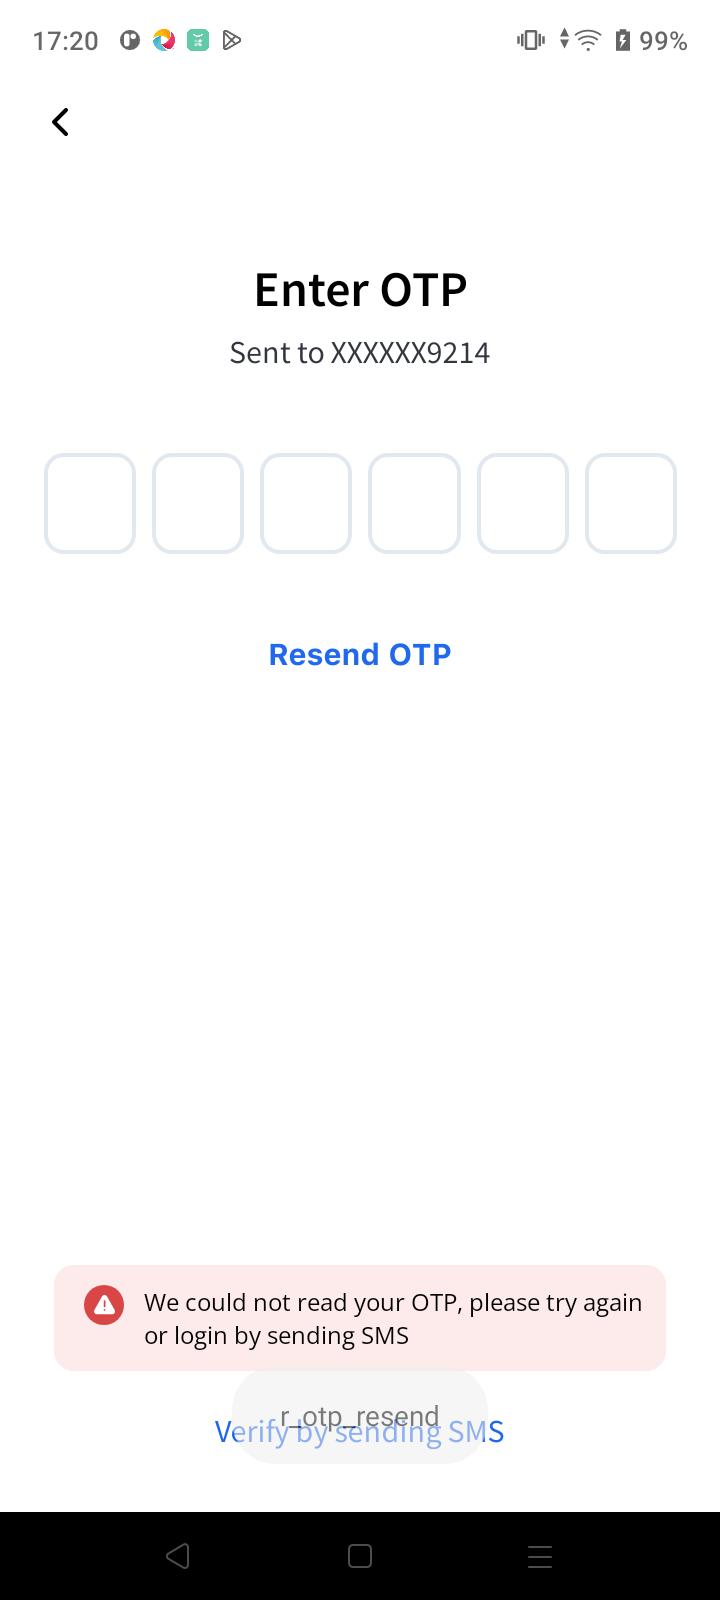 17:20
99%
Enter OTP
Sent to XXXXXX9214
Resend OTP
We could not read your OTP, please try again
or login by sending SMS
r_otp_resend
Verify by sending SMS